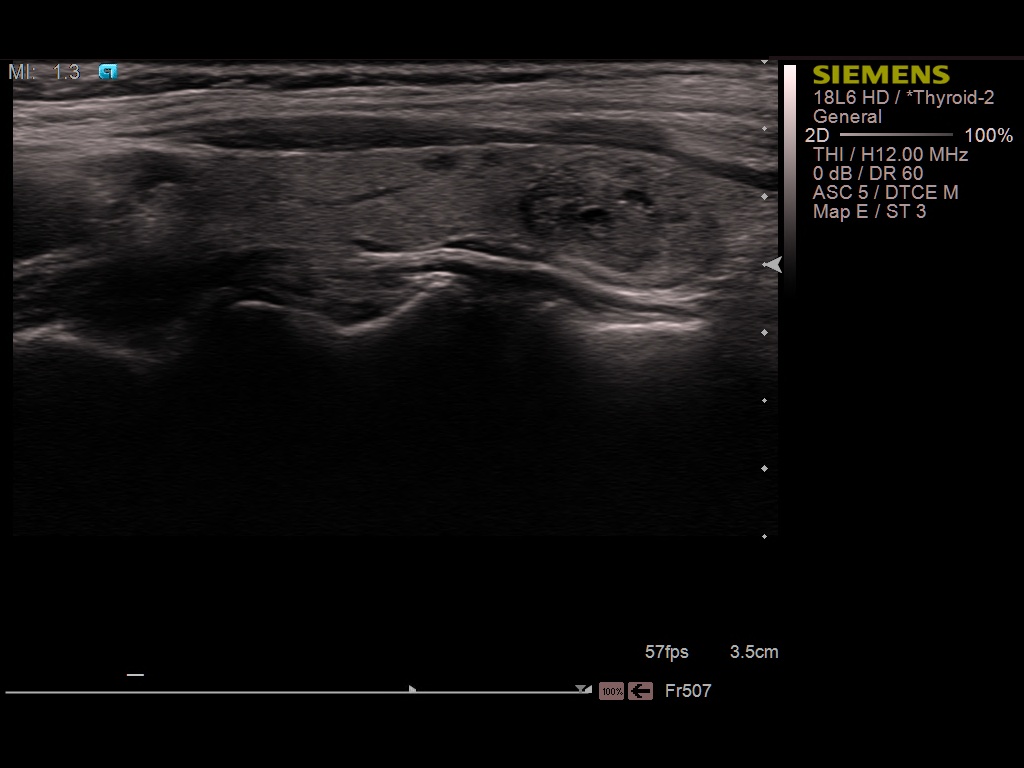 MI: 1.3
SIEMENS
18L6 HD / *Thyroid-2
General
2D 100%
THI / H12.00 MHz
0 dB / DR 60
ASC 5 / DTCE M
Map E / ST 3
57fps 3.5cm
100% Fr507